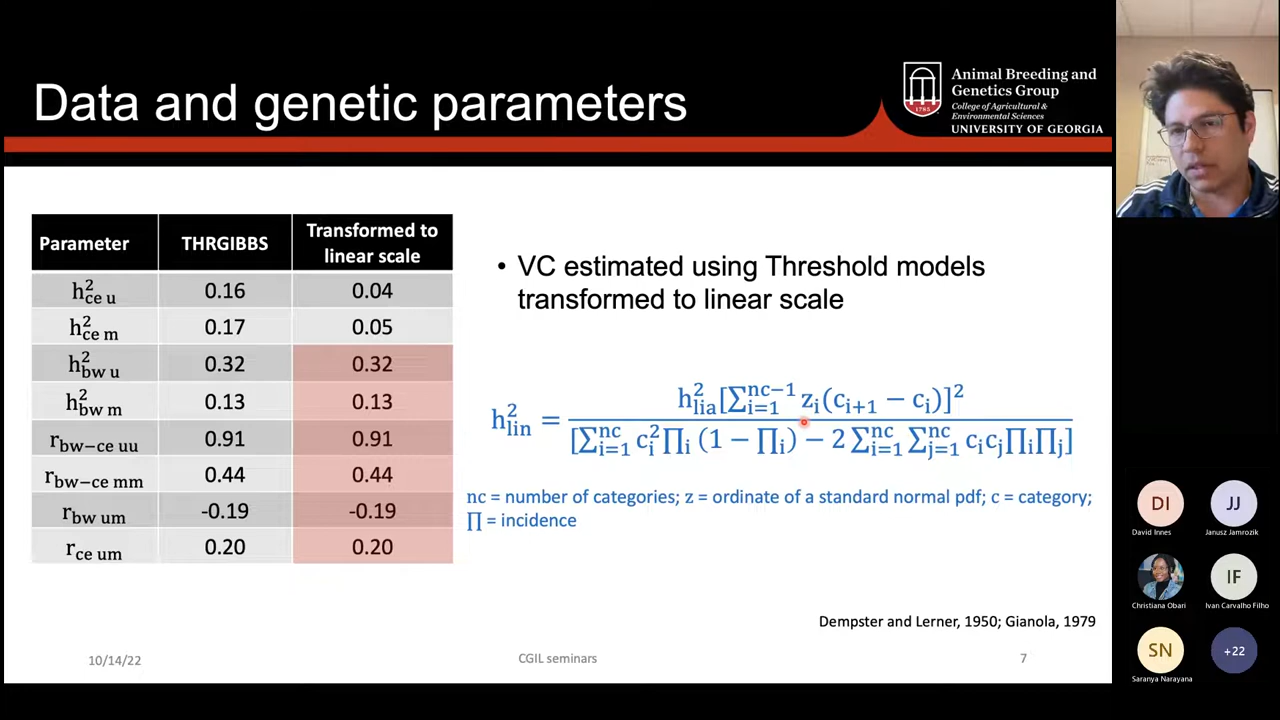 Data and genetic parameters
1785
Animal Breeding and
Genetics Group
College of Agricultural &
Environmental Sciences
UNIVERSITY OF GEORGIA
Parameter THRGIBBS Transformed to linear scale
h²ce u 0.16 0.04
h²ce m 0.17 0.05
h²bw u 0.32 0.32
h²bw m 0.13 0.13
rbw−ce uu 0.91 0.91
rbw−ce mm 0.44 0.44
rbw um -0.19 -0.19
rce um 0.20 0.20
• VC estimated using Threshold models
transformed to linear scale
h²lin = h²lia[∑ⁿᶜ⁻¹ᵢ₌₁ zᵢ(cᵢ₊₁ − cᵢ)]²
[∑ⁿᶜᵢ₌₁ cᵢ²∏ᵢ (1 − ∏ᵢ) − 2 ∑ⁿᶜᵢ₌₁ ∑ⁿᶜⱼ₌₁ cᵢcⱼ∏ᵢ∏ⱼ]
nc = number of categories; z = ordinate of a standard normal pdf; c = category;
∏ = incidence
Dempster and Lerner, 1950; Gianola, 1979
10/14/22 CGIL seminars 7
DI JJ
David Innes Janusz Jamrozik
IF
Christiana Obari Ivan Carvalho Filho
SN +22
Saranya Narayana